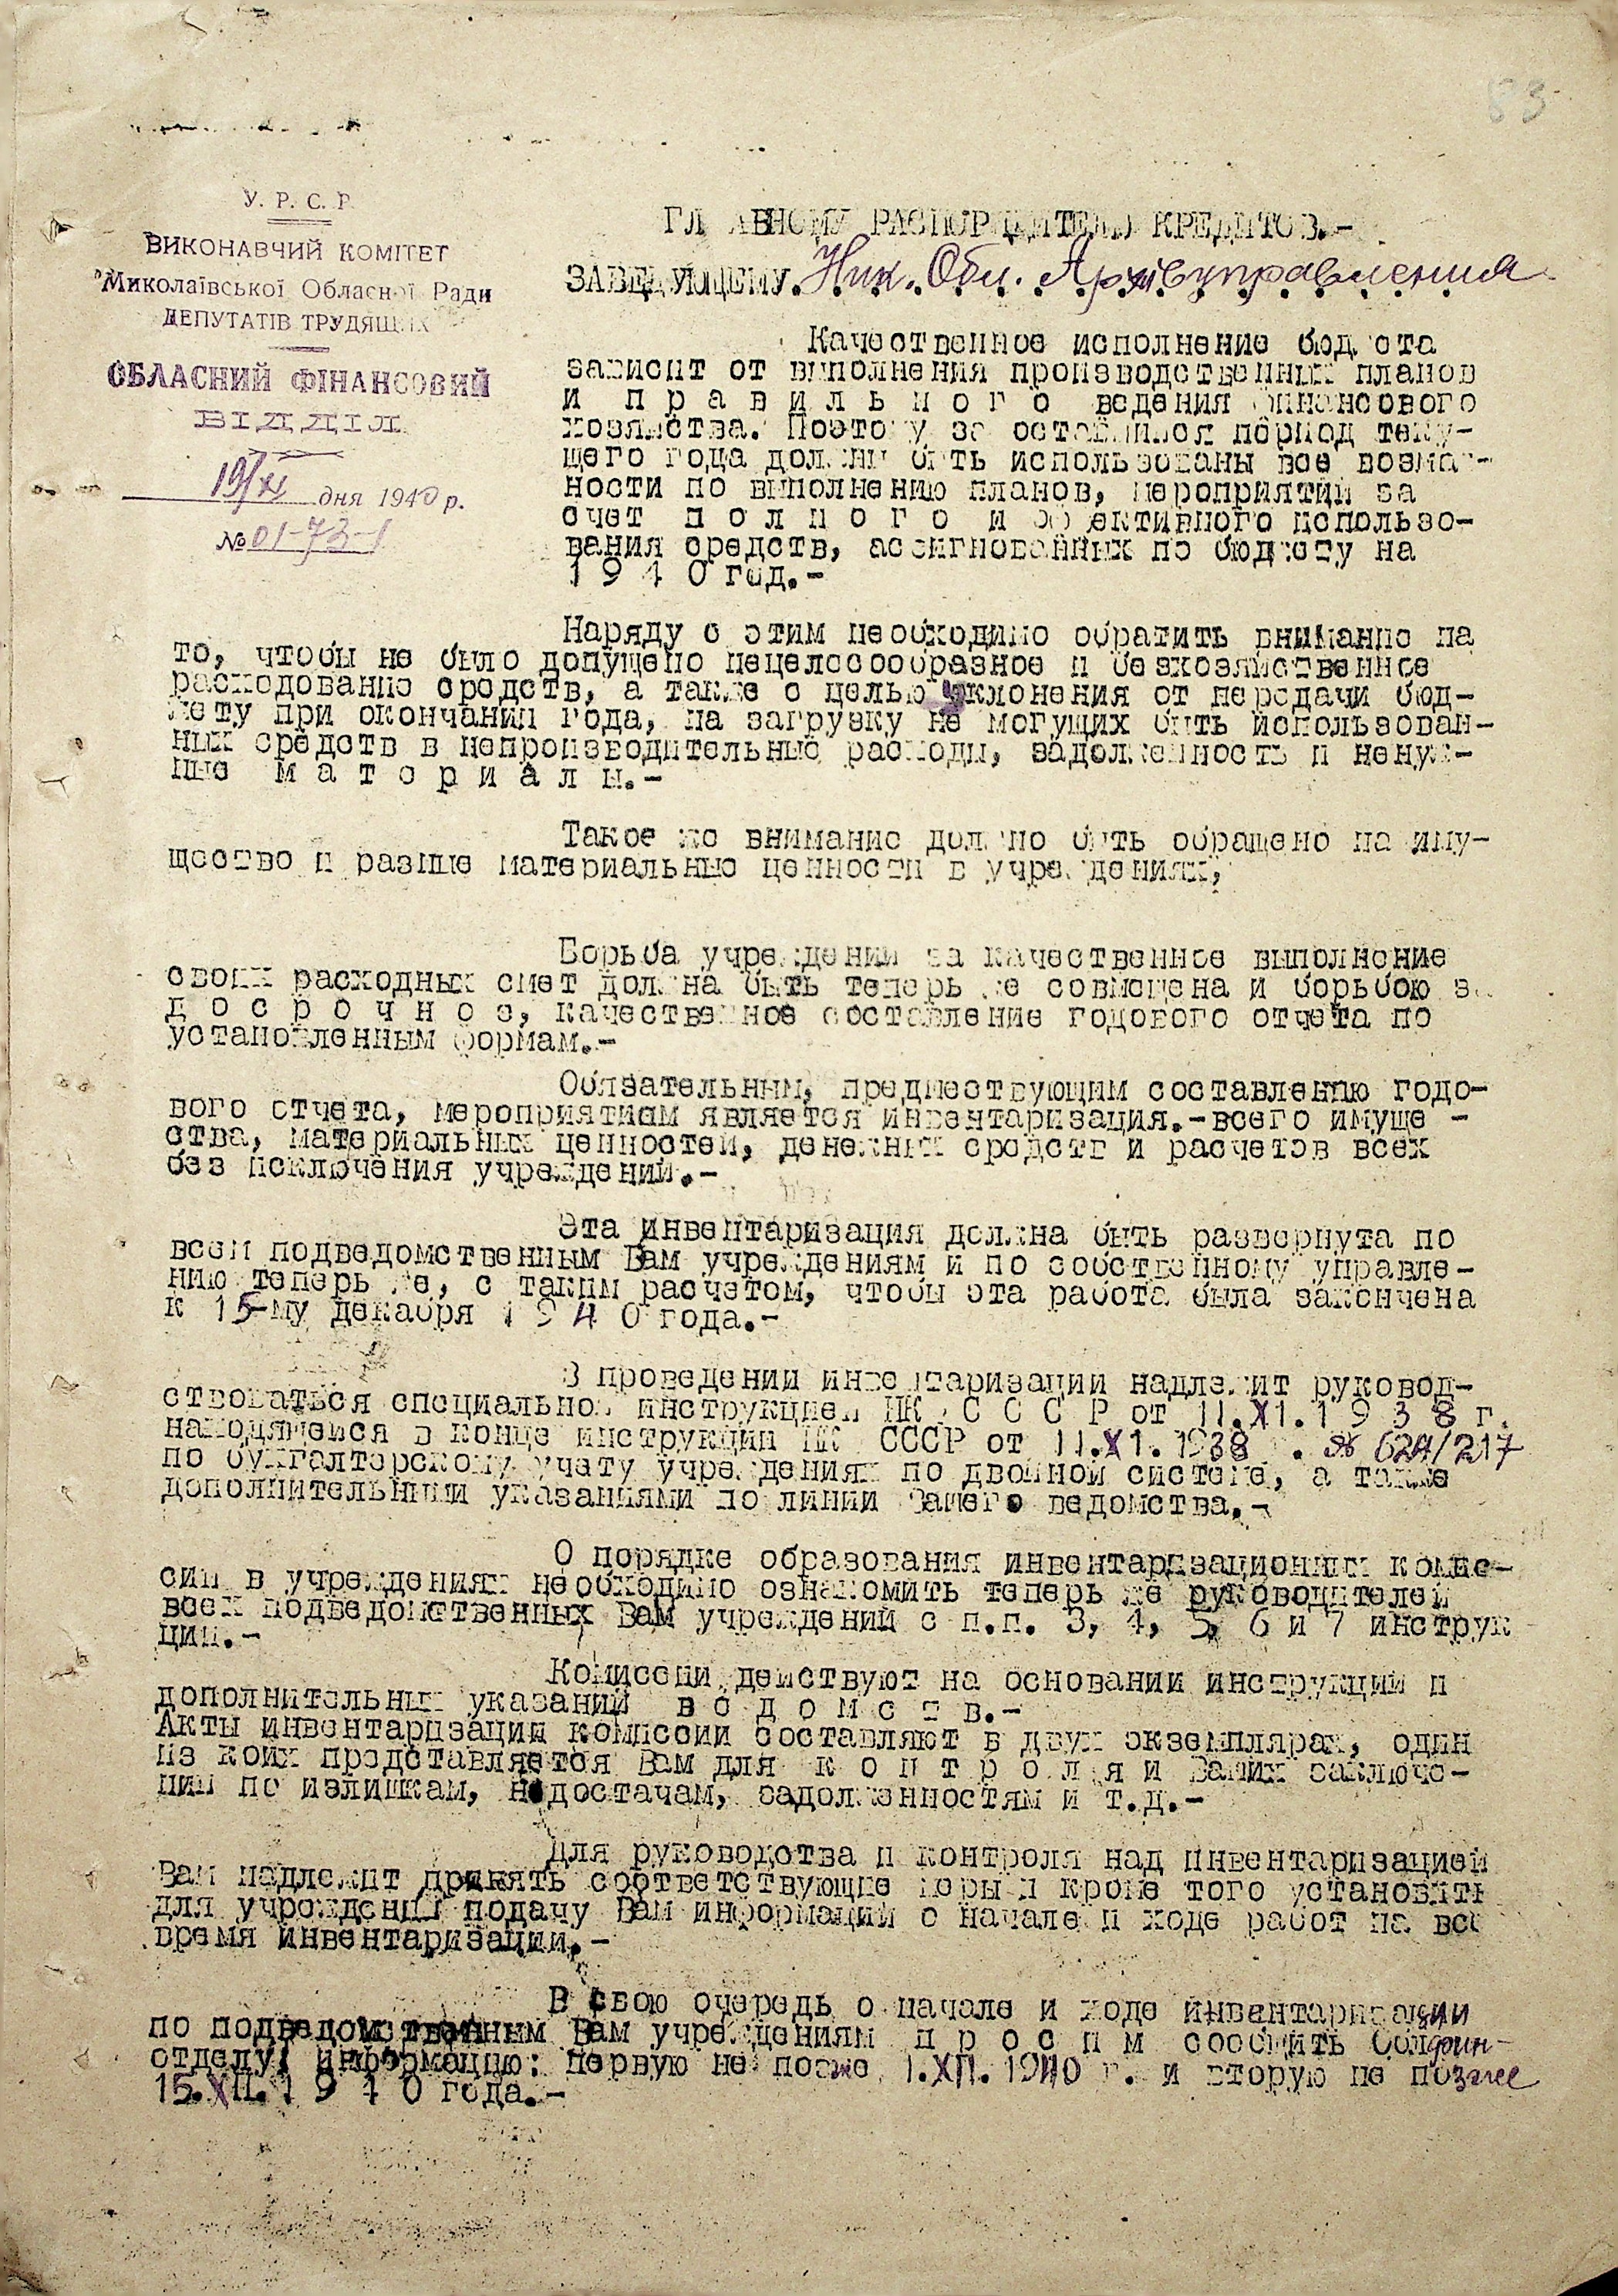 83
У. Р. С. Р.
ВИКОНАВЧИЙ КОМІТЕТ
Миколаївської Обласної Ради
ДЕПУТАТІВ ТРУДЯЩИХ
ОБЛАСНИЙ ФІНАНСОВИЙ
ВІДДІЛ
19/XI дня 1940 р.
№ 01-73-1
ГЛАВНОМУ РАСПОРЯДИТЕЛЮ КРЕДИТОВ.-
ЗАВЕДУЮЩЕМУ. Ник. Обл. Архивуправления
Качественное исполнение бюджета
зависит от выполнения производственных планов
и п р а в и л ь н о г о ведения финансового
хозяйства. Поэтому за оставшийся период теку-
щего года должны быть использованы все возмож-
ности по выполнению планов, мероприятий за
счет п о л н о г о и эффективного использо-
вания средств, ассигнованных по бюджету на
1 9 4 0 год.-
Наряду с этим необходимо обратить внимание на
то, чтобы не было допущено нецелесообразное и безхозяйственное
расходование средств, а также с целью уклонения от передачи бюд-
жету при окончании года, на загрузку не могущих быть использован-
ных средств в непроизводительные расходы, задолженность и ненуж-
ные м а т е р и а л ы.-
Такое же внимание должно быть обращено на иму-
щество и разные материальные ценности в учреждениях,
Борьба учреждений за качественное выполнение
своих расходных смет должна быть теперь же совмещена и борьбою за
д о с р о ч н о е, качественное составление годового отчета по
установленным формам.-
Обязательным, предшествующим составлению годо-
вого отчета, мероприятием является инвентаризация.-всего имуще -
ства, материальных ценностей, денежных средств и расчетов всех
без исключения учреждений.-
Эта инвентаризация должна быть развернута по
всем подведомственным Вам учреждениям и по собственному управле-
нию теперь же, с таким расчетом, чтобы эта работа была закончена
к 15-му декабря 1 9 4 0 года.-
В проведении инвентаризации надлежит руковод-
ствоваться специальной инструкцией НКФ С С С Р от 11.XI.1 9 3 8 г.
находящейся в конце инструкции НКФ СССР от 11.XI.1938 г. № 624/217
по бухгалтерскому учету учреждениях по двойной системе, а также
дополнительными указаниями по линии Вашего ведомства.-
О порядке образования инвентаризационных комис-
сий в учреждениях необходимо ознакомить теперь же руководителей
всех подведомственных Вам учреждений с п.п. 3, 4, 5, 6 и 7 инструк
ции.-
Комиссии действуют на основании инструкций и
дополнительных указаний в е д о м с т в.-
Акты инвентаризации комиссии составляют в двух экземплярах, один
из коих представляется Вам для к о н т р о л я и Ваших заключе-
ний по излишкам, недостачам, задолженностям и т.д.-
Для руководства и контроля над инвентаризацией
Вам надлежит принять соответствующие меры и кроме того установить
для учреждений подачу Вам информаций о начале и ходе работ на все
время инвентаризации.-
В свою очередь о начале и ходе инвентаризации
по подведомственным Вам учреждениям п р о с и м сообщить Облфин-
отделу информацию: первую не позже 1.XII.1940 г. и вторую не позднее
15.XII.1 9 4 0 года.-